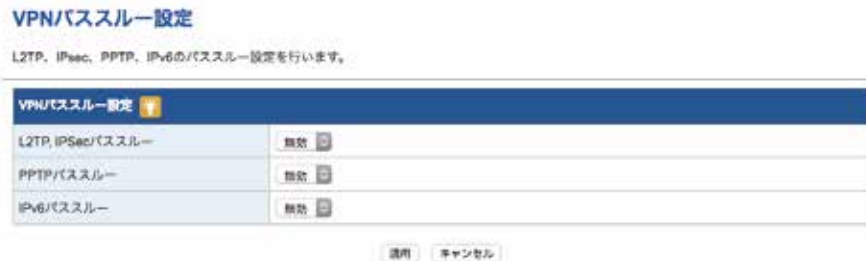 VPNパススルー設定
L2TP、IPsec、PPTP、IPv6のパススルー設定を行います。
VPNパススルー設定
L2TP, IPSecパススルー 無効
PPTPパススルー 無効
IPv6パススルー 無効
適用 キャンセル